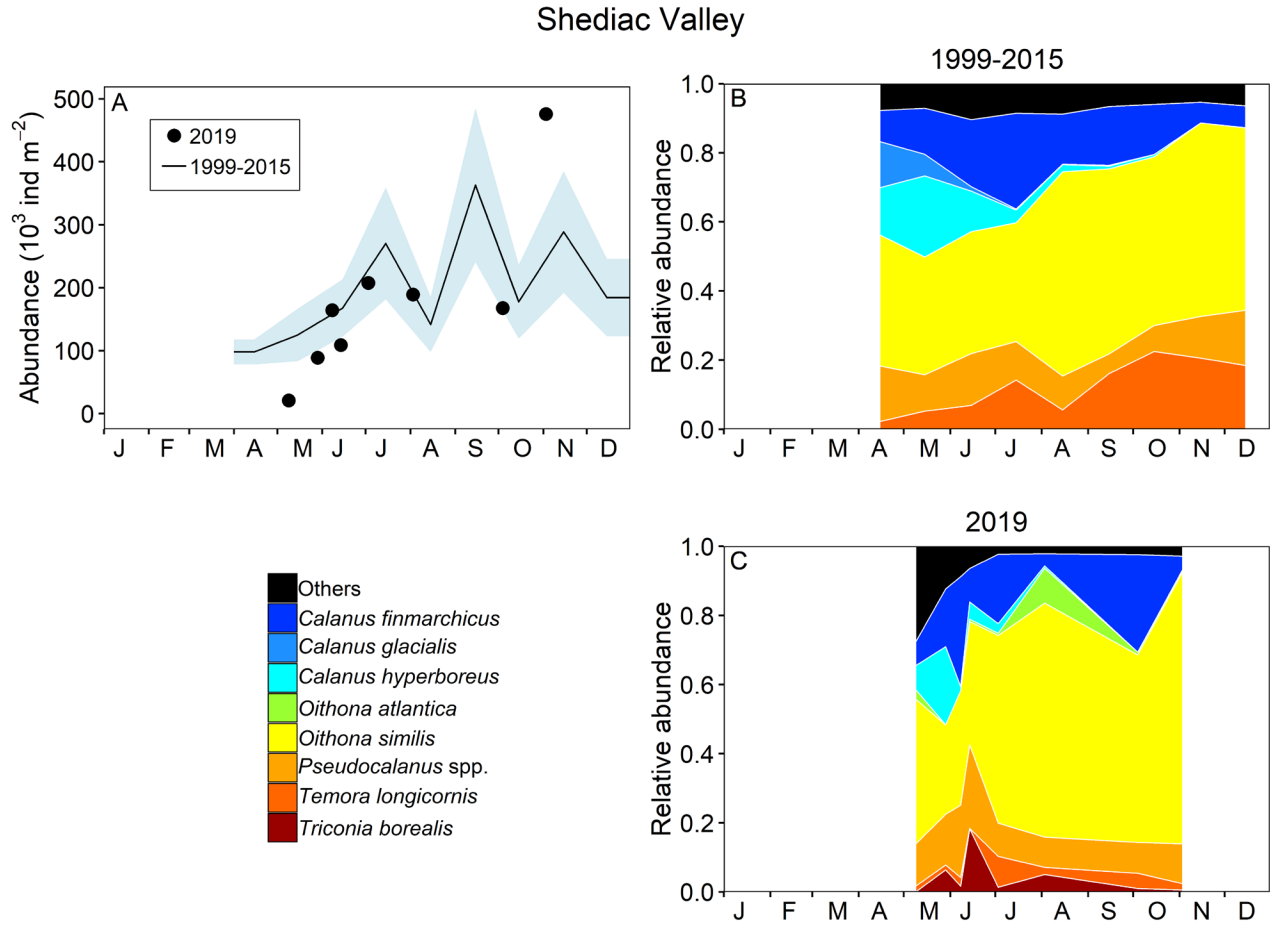 Shediac Valley
A
500
400
300
200
100
0
Abundance (10³ ind m⁻²)
2019
1999-2015
J F M A M J J A S O N D
1999-2015
B
1.0
0.8
0.6
0.4
0.2
0.0
Relative abundance
J F M A M J J A S O N D
Others
Calanus finmarchicus
Calanus glacialis
Calanus hyperboreus
Oithona atlantica
Oithona similis
Pseudocalanus spp.
Temora longicornis
Triconia borealis
2019
C
1.0
0.8
0.6
0.4
0.2
0.0
Relative abundance
J F M A M J J A S O N D